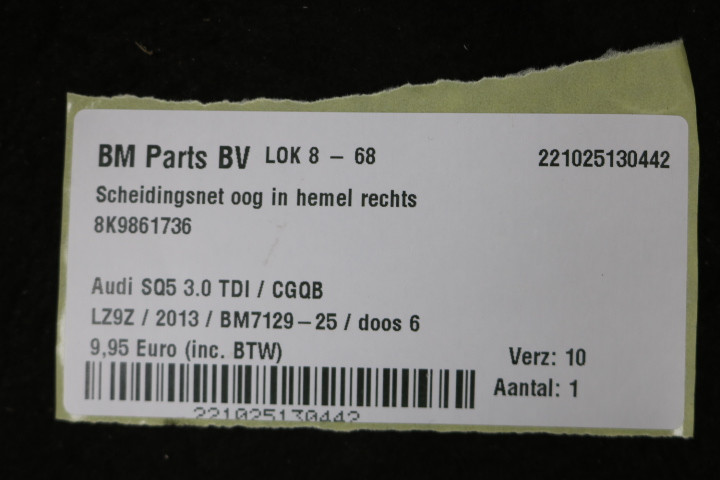 BM Parts BV LOK 8 – 68 221025130442
Scheidingsnet oog in hemel rechts
8K9861736
Audi SQ5 3.0 TDI / CGQB
LZ9Z / 2013 / BM7129–25 / doos 6
9,95 Euro (inc. BTW) Verz: 10
Aantal: 1
221025130442